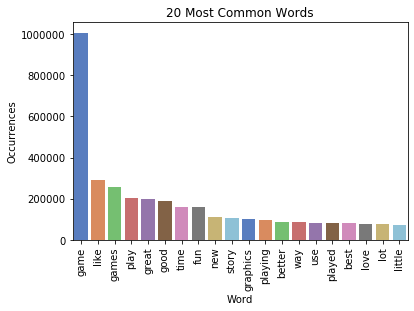 20 Most Common Words
Occurrences
1000000
800000
600000
400000
200000
0
game
like
games
play
great
good
time
fun
new
story
graphics
playing
better
way
use
played
best
love
lot
little
Word